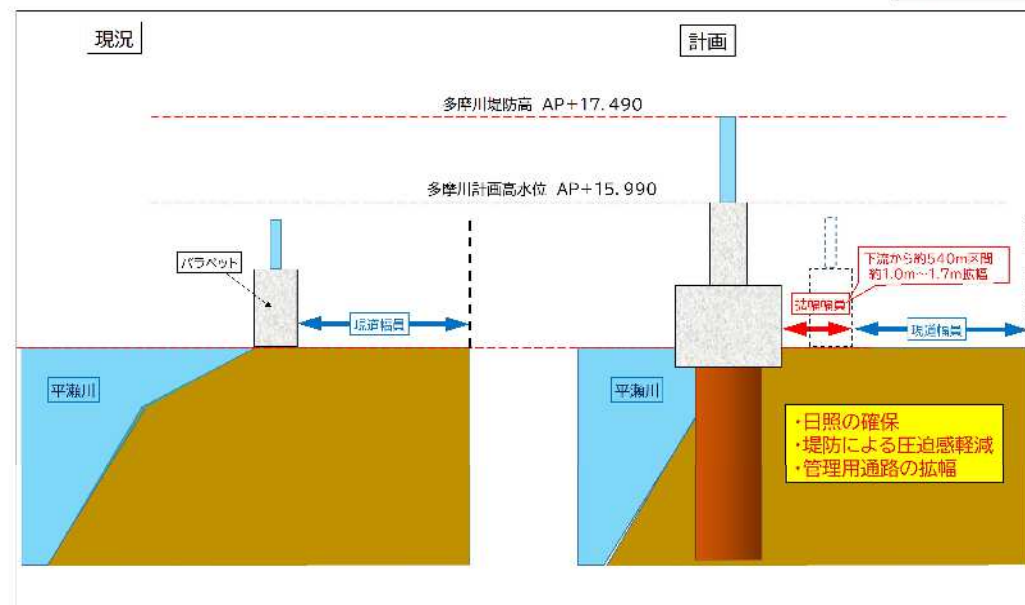 現況
計画
多摩川堤防高 AP+17.490
多摩川計画高水位 AP+15.990
パラペット
現道幅員
下流から約540m区間
約1.0m～1.7m拡幅
拡幅幅員
現道幅員
平瀬川
平瀬川
・日照の確保
・堤防による圧迫感軽減
・管理用通路の拡幅